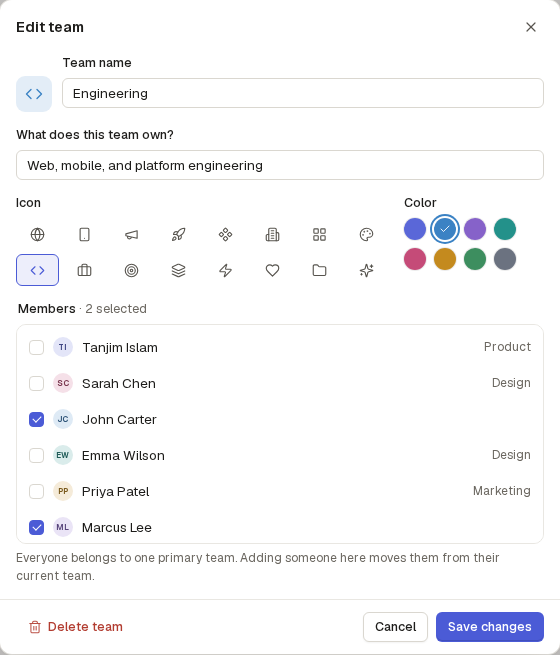 Edit team
Team name
Engineering
What does this team own?
Web, mobile, and platform engineering
Icon
Color
Members · 2 selected
TI Tanjim Islam Product
SC Sarah Chen Design
JC John Carter
EW Emma Wilson Design
PP Priya Patel Marketing
ML Marcus Lee
Everyone belongs to one primary team. Adding someone here moves them from their
current team.
Delete team Cancel Save changes